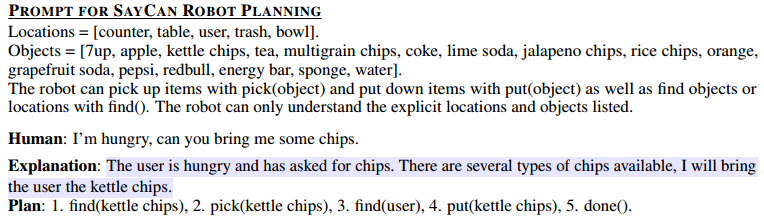 PROMPT FOR SAYCAN ROBOT PLANNING
Locations = [counter, table, user, trash, bowl].
Objects = [7up, apple, kettle chips, tea, multigrain chips, coke, lime soda, jalapeno chips, rice chips, orange,
grapefruit soda, pepsi, redbull, energy bar, sponge, water].
The robot can pick up items with pick(object) and put down items with put(object) as well as find objects or
locations with find(). The robot can only understand the explicit locations and objects listed.
Human: I'm hungry, can you bring me some chips.
Explanation: The user is hungry and has asked for chips. There are several types of chips available, I will bring
the user the kettle chips.
Plan: 1. find(kettle chips), 2. pick(kettle chips), 3. find(user), 4. put(kettle chips), 5. done().